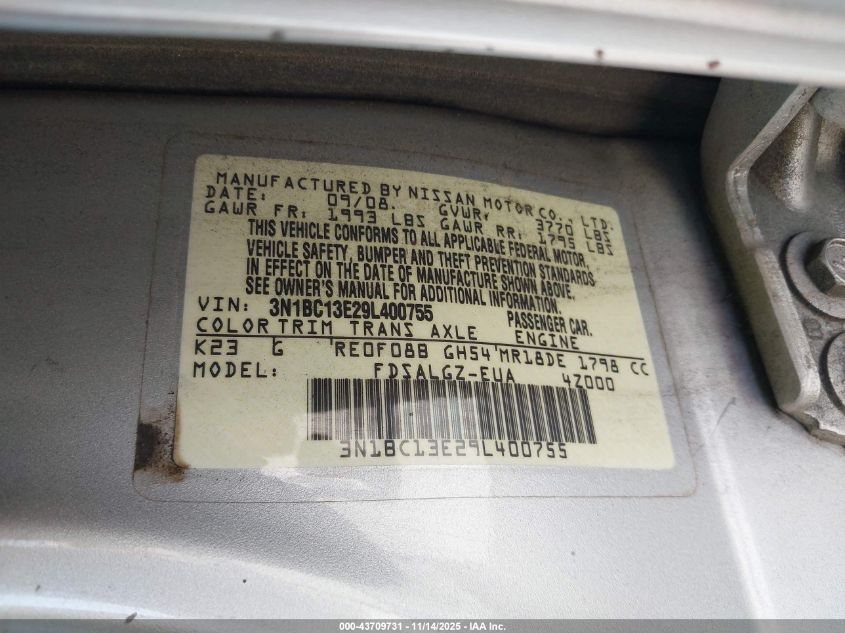 MANUFACTURED BY NISSAN MOTOR CO., LTD.
DATE: 09/08. GVWR: 3770 LBS
GAWR FR: 1993 LBS GAWR RR: 1795 LBS
THIS VEHICLE CONFORMS TO ALL APPLICABLE FEDERAL MOTOR
VEHICLE SAFETY, BUMPER AND THEFT PREVENTION STANDARDS
IN EFFECT ON THE DATE OF MANUFACTURE SHOWN ABOVE.
SEE OWNER'S MANUAL FOR ADDITIONAL INFORMATION.
VIN: 3N1BC13E29L400755 PASSENGER CAR.
COLOR TRIM TRANS AXLE ENGINE
K23 G RE0F08B GH54 MR18DE 1798 CC
MODEL: FDSALGZ-EUA 4Z000
3N1BC13E29L400755
000-43709731 - 11/14/2025 - IAA Inc.